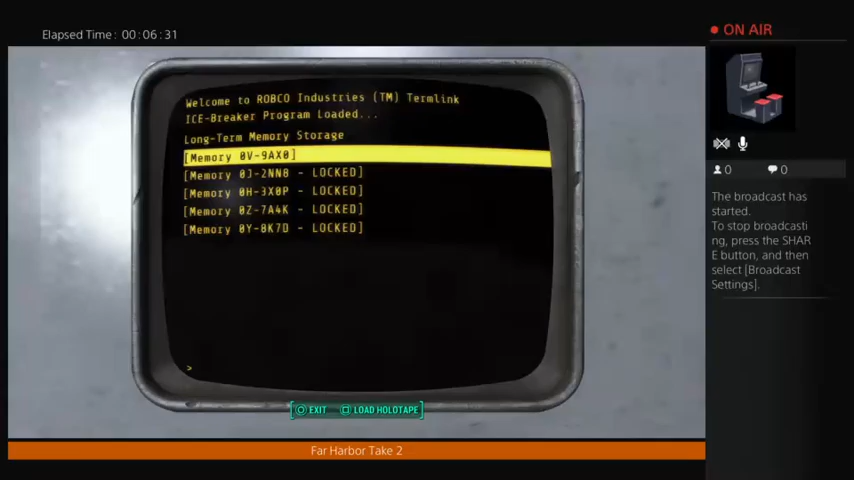 Elapsed Time : 00:06:31
ON AIR
Welcome to ROBCO Industries (TM) Termlink
ICE-Breaker Program Loaded...
Long-Term Memory Storage
[Memory 0V-9AX0]
[Memory 0J-2NN8 - LOCKED]
[Memory 0H-3X0P - LOCKED]
[Memory 0Z-7A4K - LOCKED]
[Memory 0Y-8K7D - LOCKED]
>
EXIT LOAD HOLOTAPE
Far Harbor Take 2
0 0
The broadcast has
started.
To stop broadcasti
ng, press the SHAR
E button, and then
select [Broadcast
Settings].